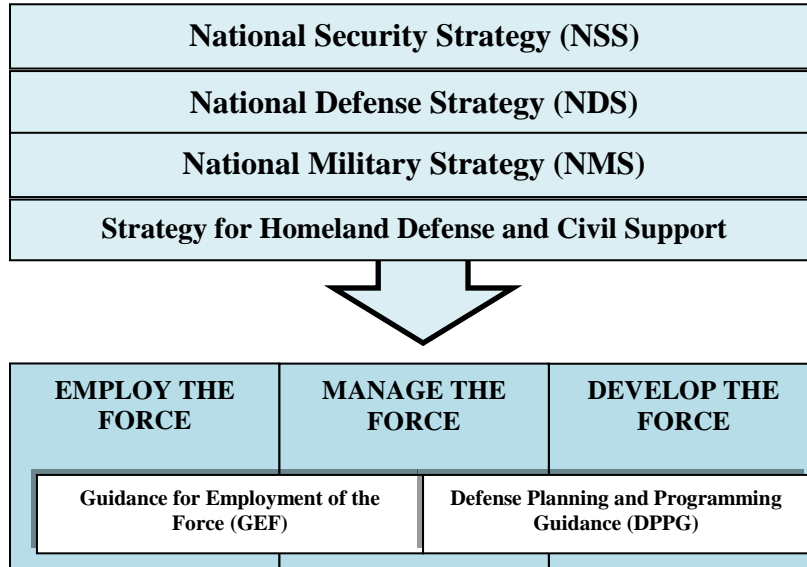 National Security Strategy (NSS)
National Defense Strategy (NDS)
National Military Strategy (NMS)
Strategy for Homeland Defense and Civil Support
EMPLOY THE
FORCE
MANAGE THE
FORCE
DEVELOP THE
FORCE
Guidance for Employment of the
Force (GEF)
Defense Planning and Programming
Guidance (DPPG)